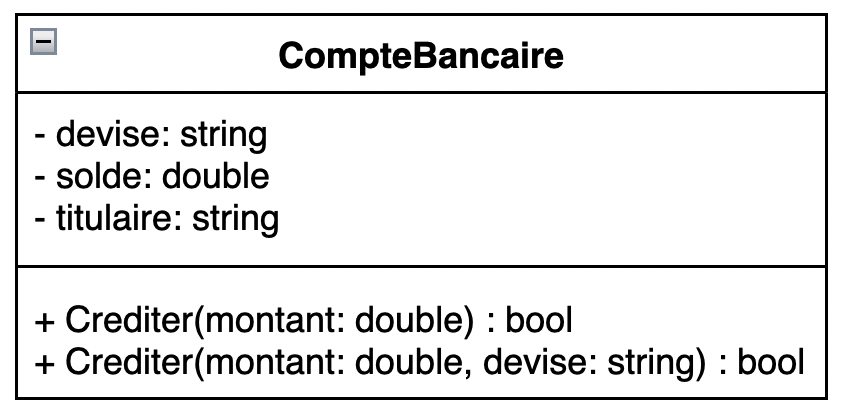 CompteBancaire
- devise: string
- solde: double
- titulaire: string
+ Crediter(montant: double) : bool
+ Crediter(montant: double, devise: string) : bool